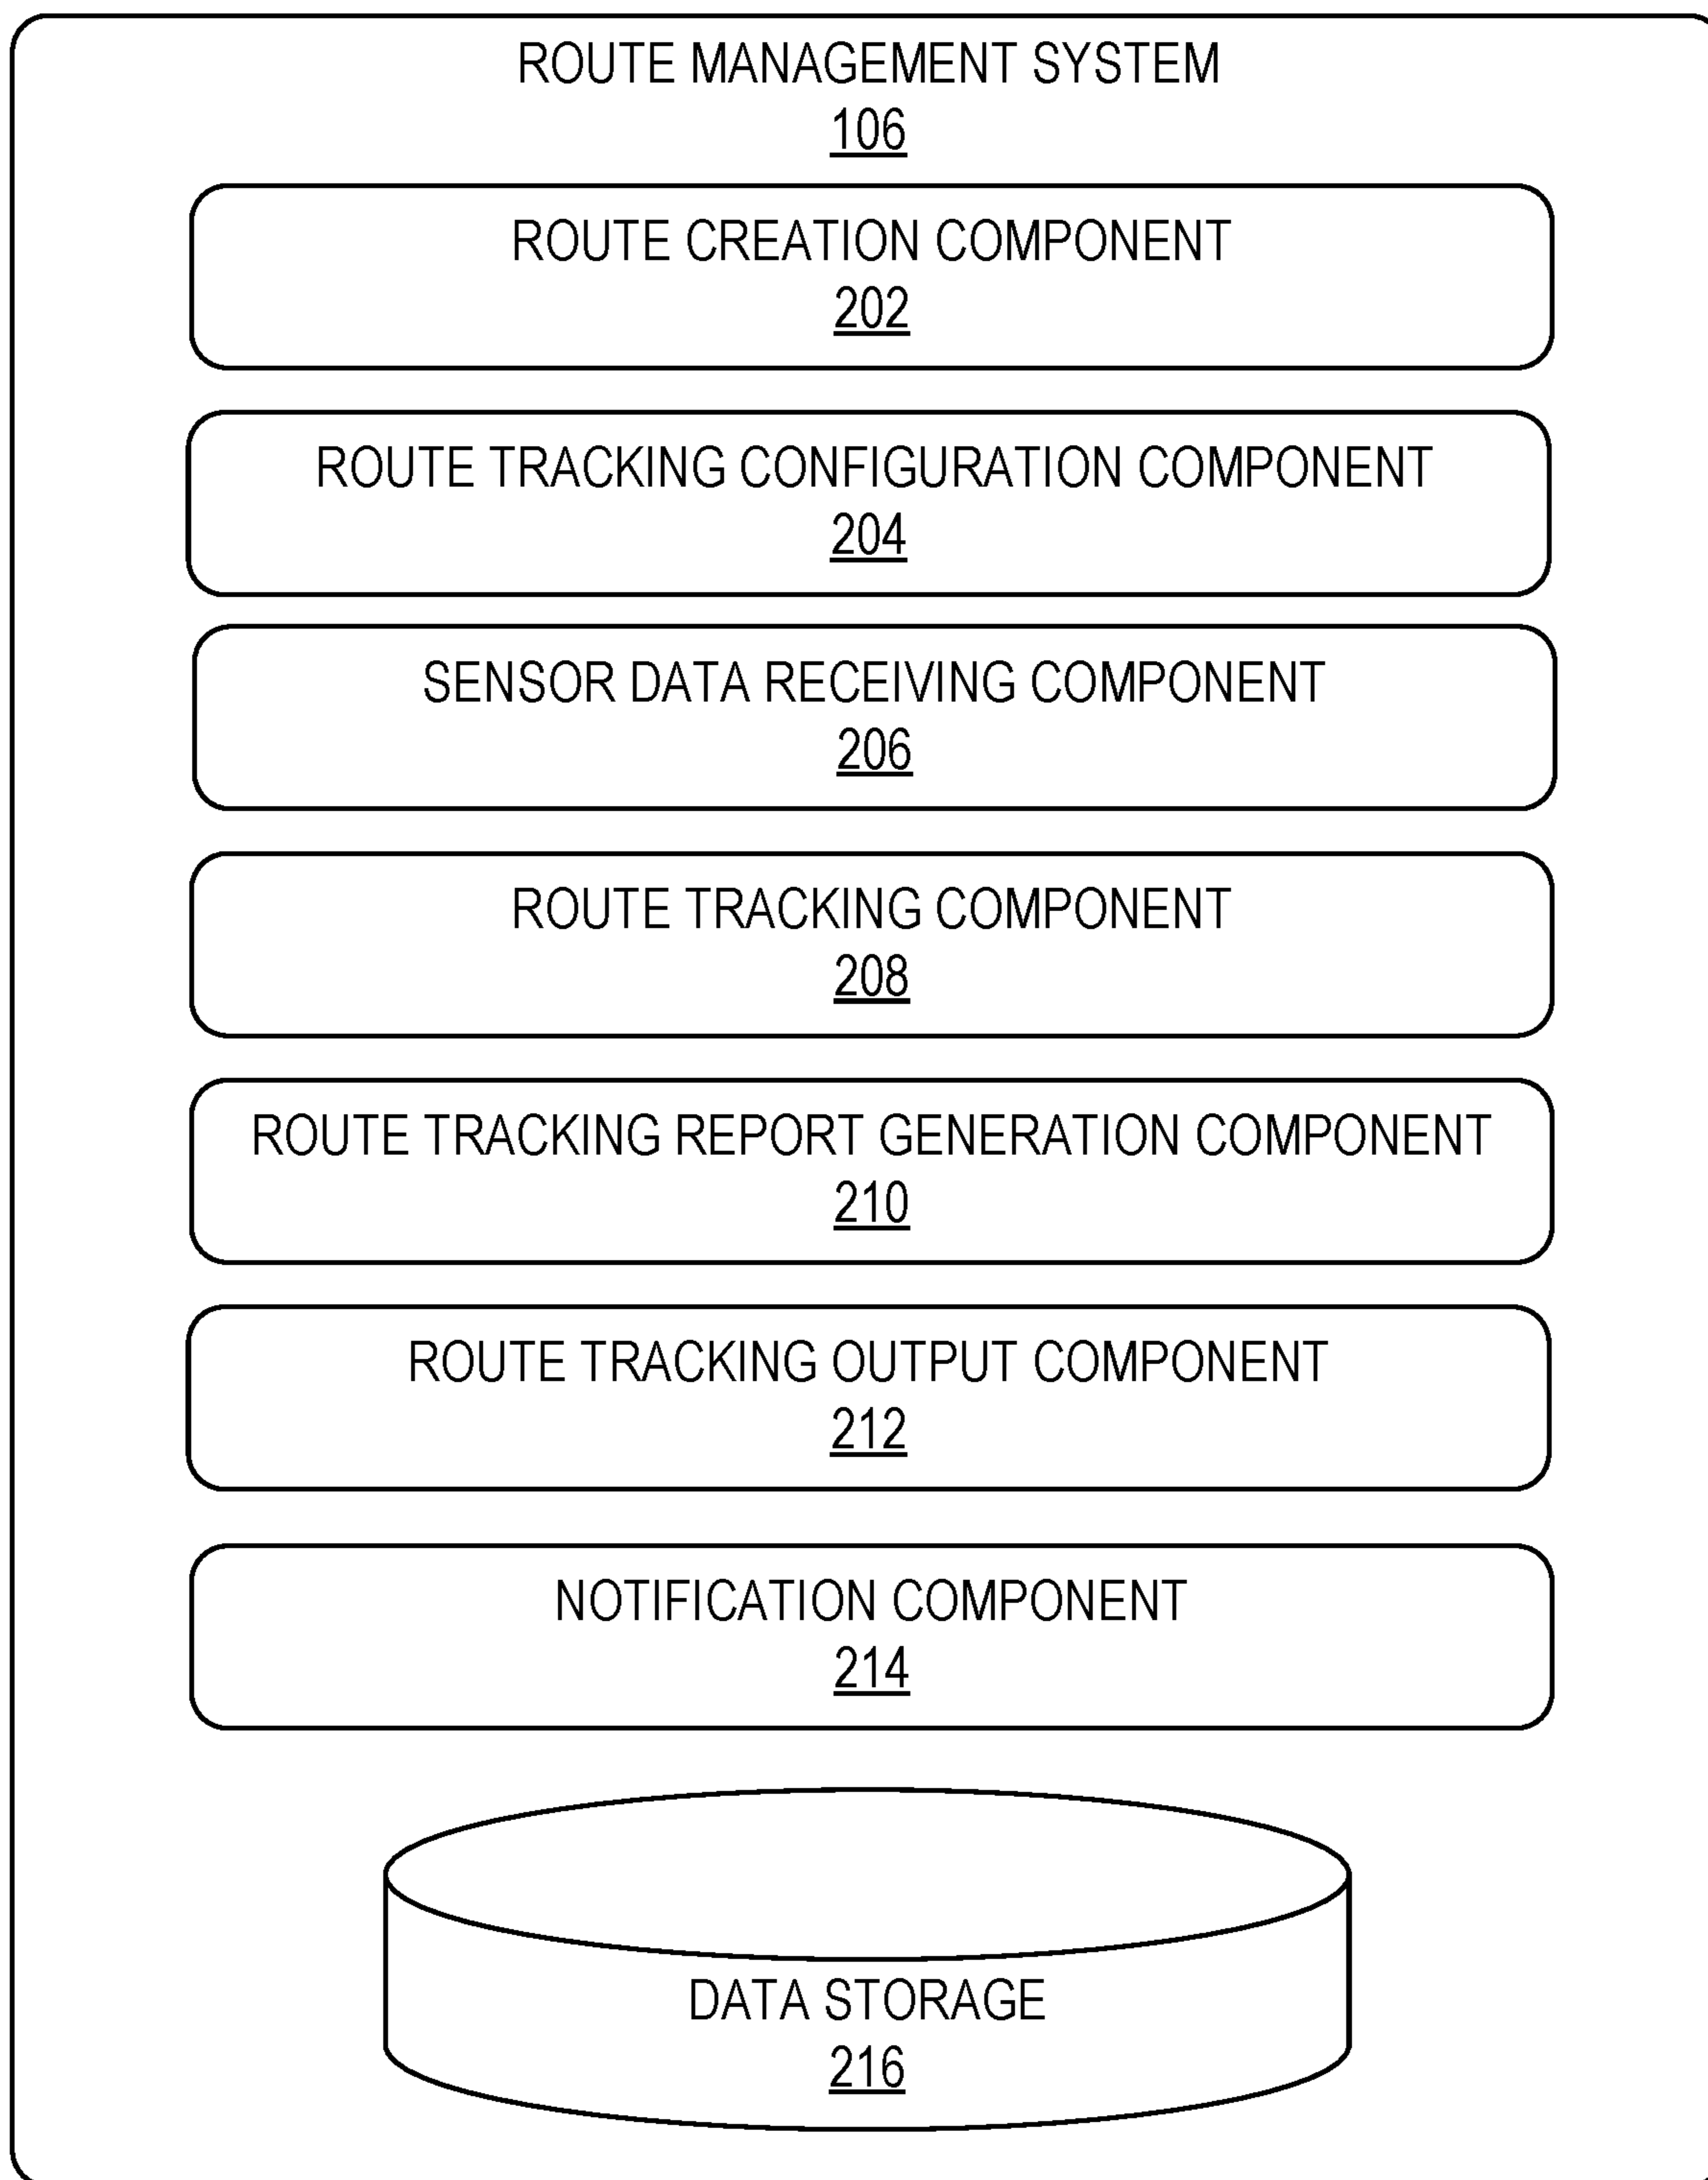 ROUTE MANAGEMENT SYSTEM
106
ROUTE CREATION COMPONENT
202
ROUTE TRACKING CONFIGURATION COMPONENT
204
SENSOR DATA RECEIVING COMPONENT
206
ROUTE TRACKING COMPONENT
208
ROUTE TRACKING REPORT GENERATION COMPONENT
210
ROUTE TRACKING OUTPUT COMPONENT
212
NOTIFICATION COMPONENT
214
DATA STORAGE
216